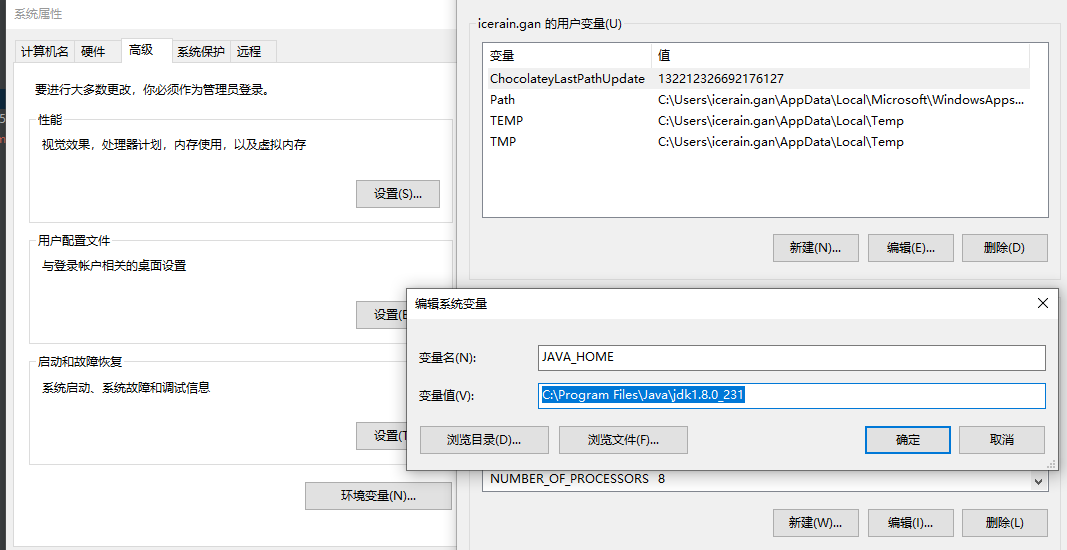 系统属性
计算机名 硬件 高级 系统保护 远程
要进行大多数更改，你必须作为管理员登录。
性能
视觉效果，处理器计划，内存使用，以及虚拟内存
设置(S)...
用户配置文件
与登录帐户相关的桌面设置
设置(E
启动和故障恢复
系统启动、系统故障和调试信息
设置(T
环境变量(N)...
icerain.gan 的用户变量(U)
变量 值
ChocolateyLastPathUpdate 132212326692176127
Path C:\Users\icerain.gan\AppData\Local\Microsoft\WindowsApps...
TEMP C:\Users\icerain.gan\AppData\Local\Temp
TMP C:\Users\icerain.gan\AppData\Local\Temp
新建(N)... 编辑(E)... 删除(D)
编辑系统变量
变量名(N): JAVA_HOME
变量值(V): C:\Program Files\Java\jdk1.8.0_231
浏览目录(D)... 浏览文件(F)... 确定 取消
NUMBER_OF_PROCESSORS 8
新建(W)... 编辑(I)... 删除(L)